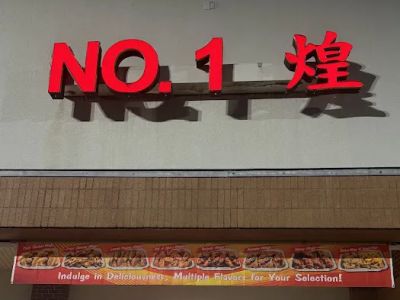 NO. 1 煌
Indulge in Deliciousness, Multiple Flavors for Your Selection!